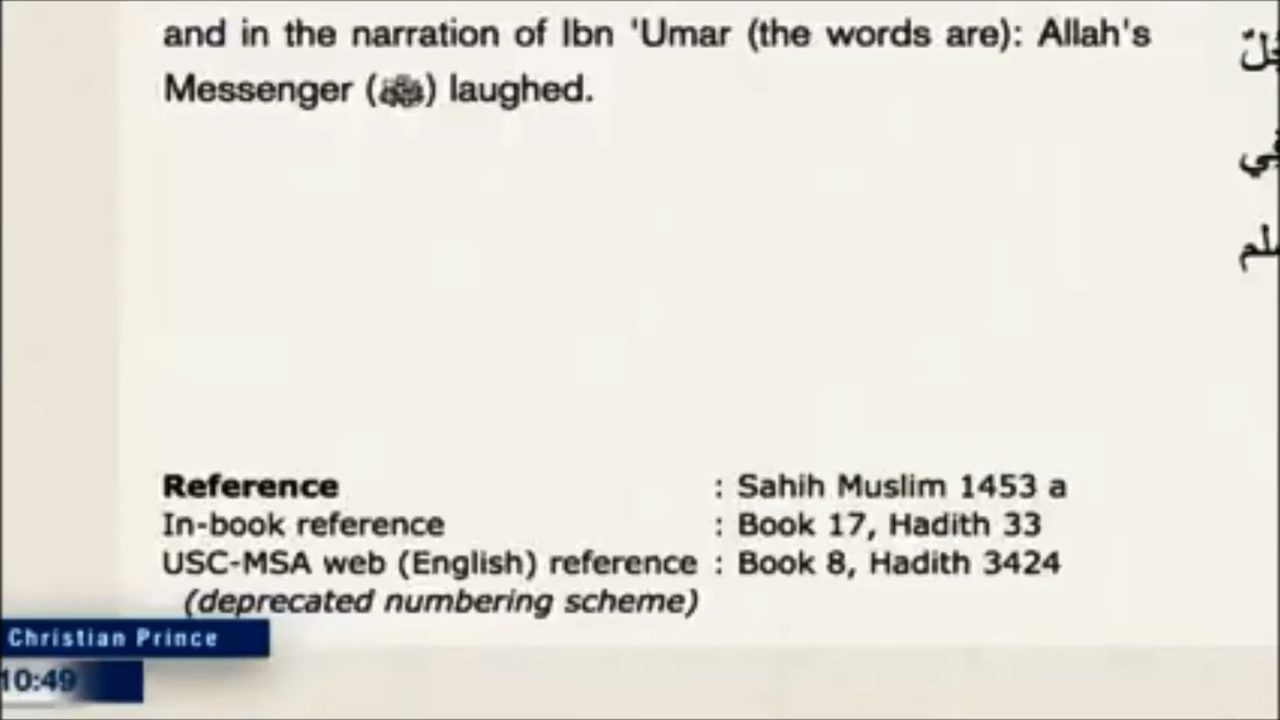 and in the narration of Ibn 'Umar (the words are): Allah's
Messenger (ﷺ) laughed.
Reference : Sahih Muslim 1453 a
In-book reference : Book 17, Hadith 33
USC-MSA web (English) reference : Book 8, Hadith 3424
(deprecated numbering scheme)
Christian Prince
10:49